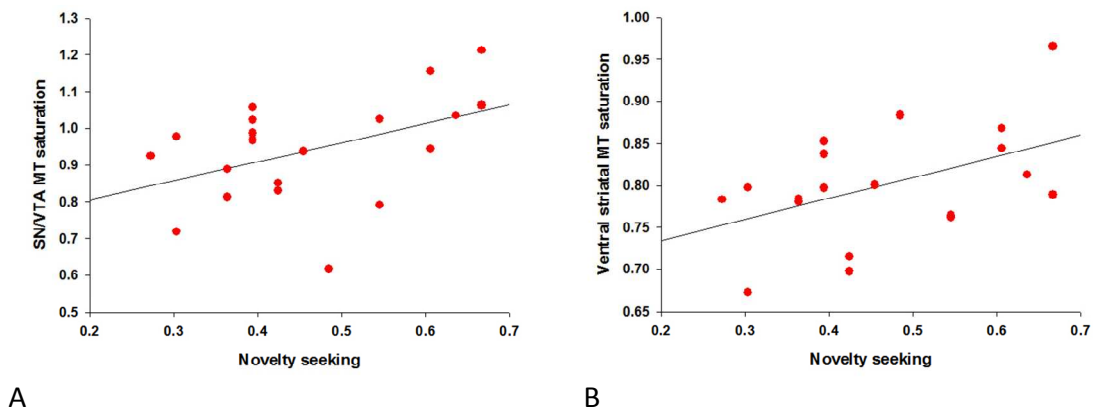 1.3
1.2
1.1
1.0
0.9
0.8
0.7
0.6
0.5
SN/VTA MT saturation
0.2 0.3 0.4 0.5 0.6 0.7
Novelty seeking
A
1.00
0.95
0.90
0.85
0.80
0.75
0.70
0.65
Ventral striatal MT saturation
0.2 0.3 0.4 0.5 0.6 0.7
Novelty seeking
B